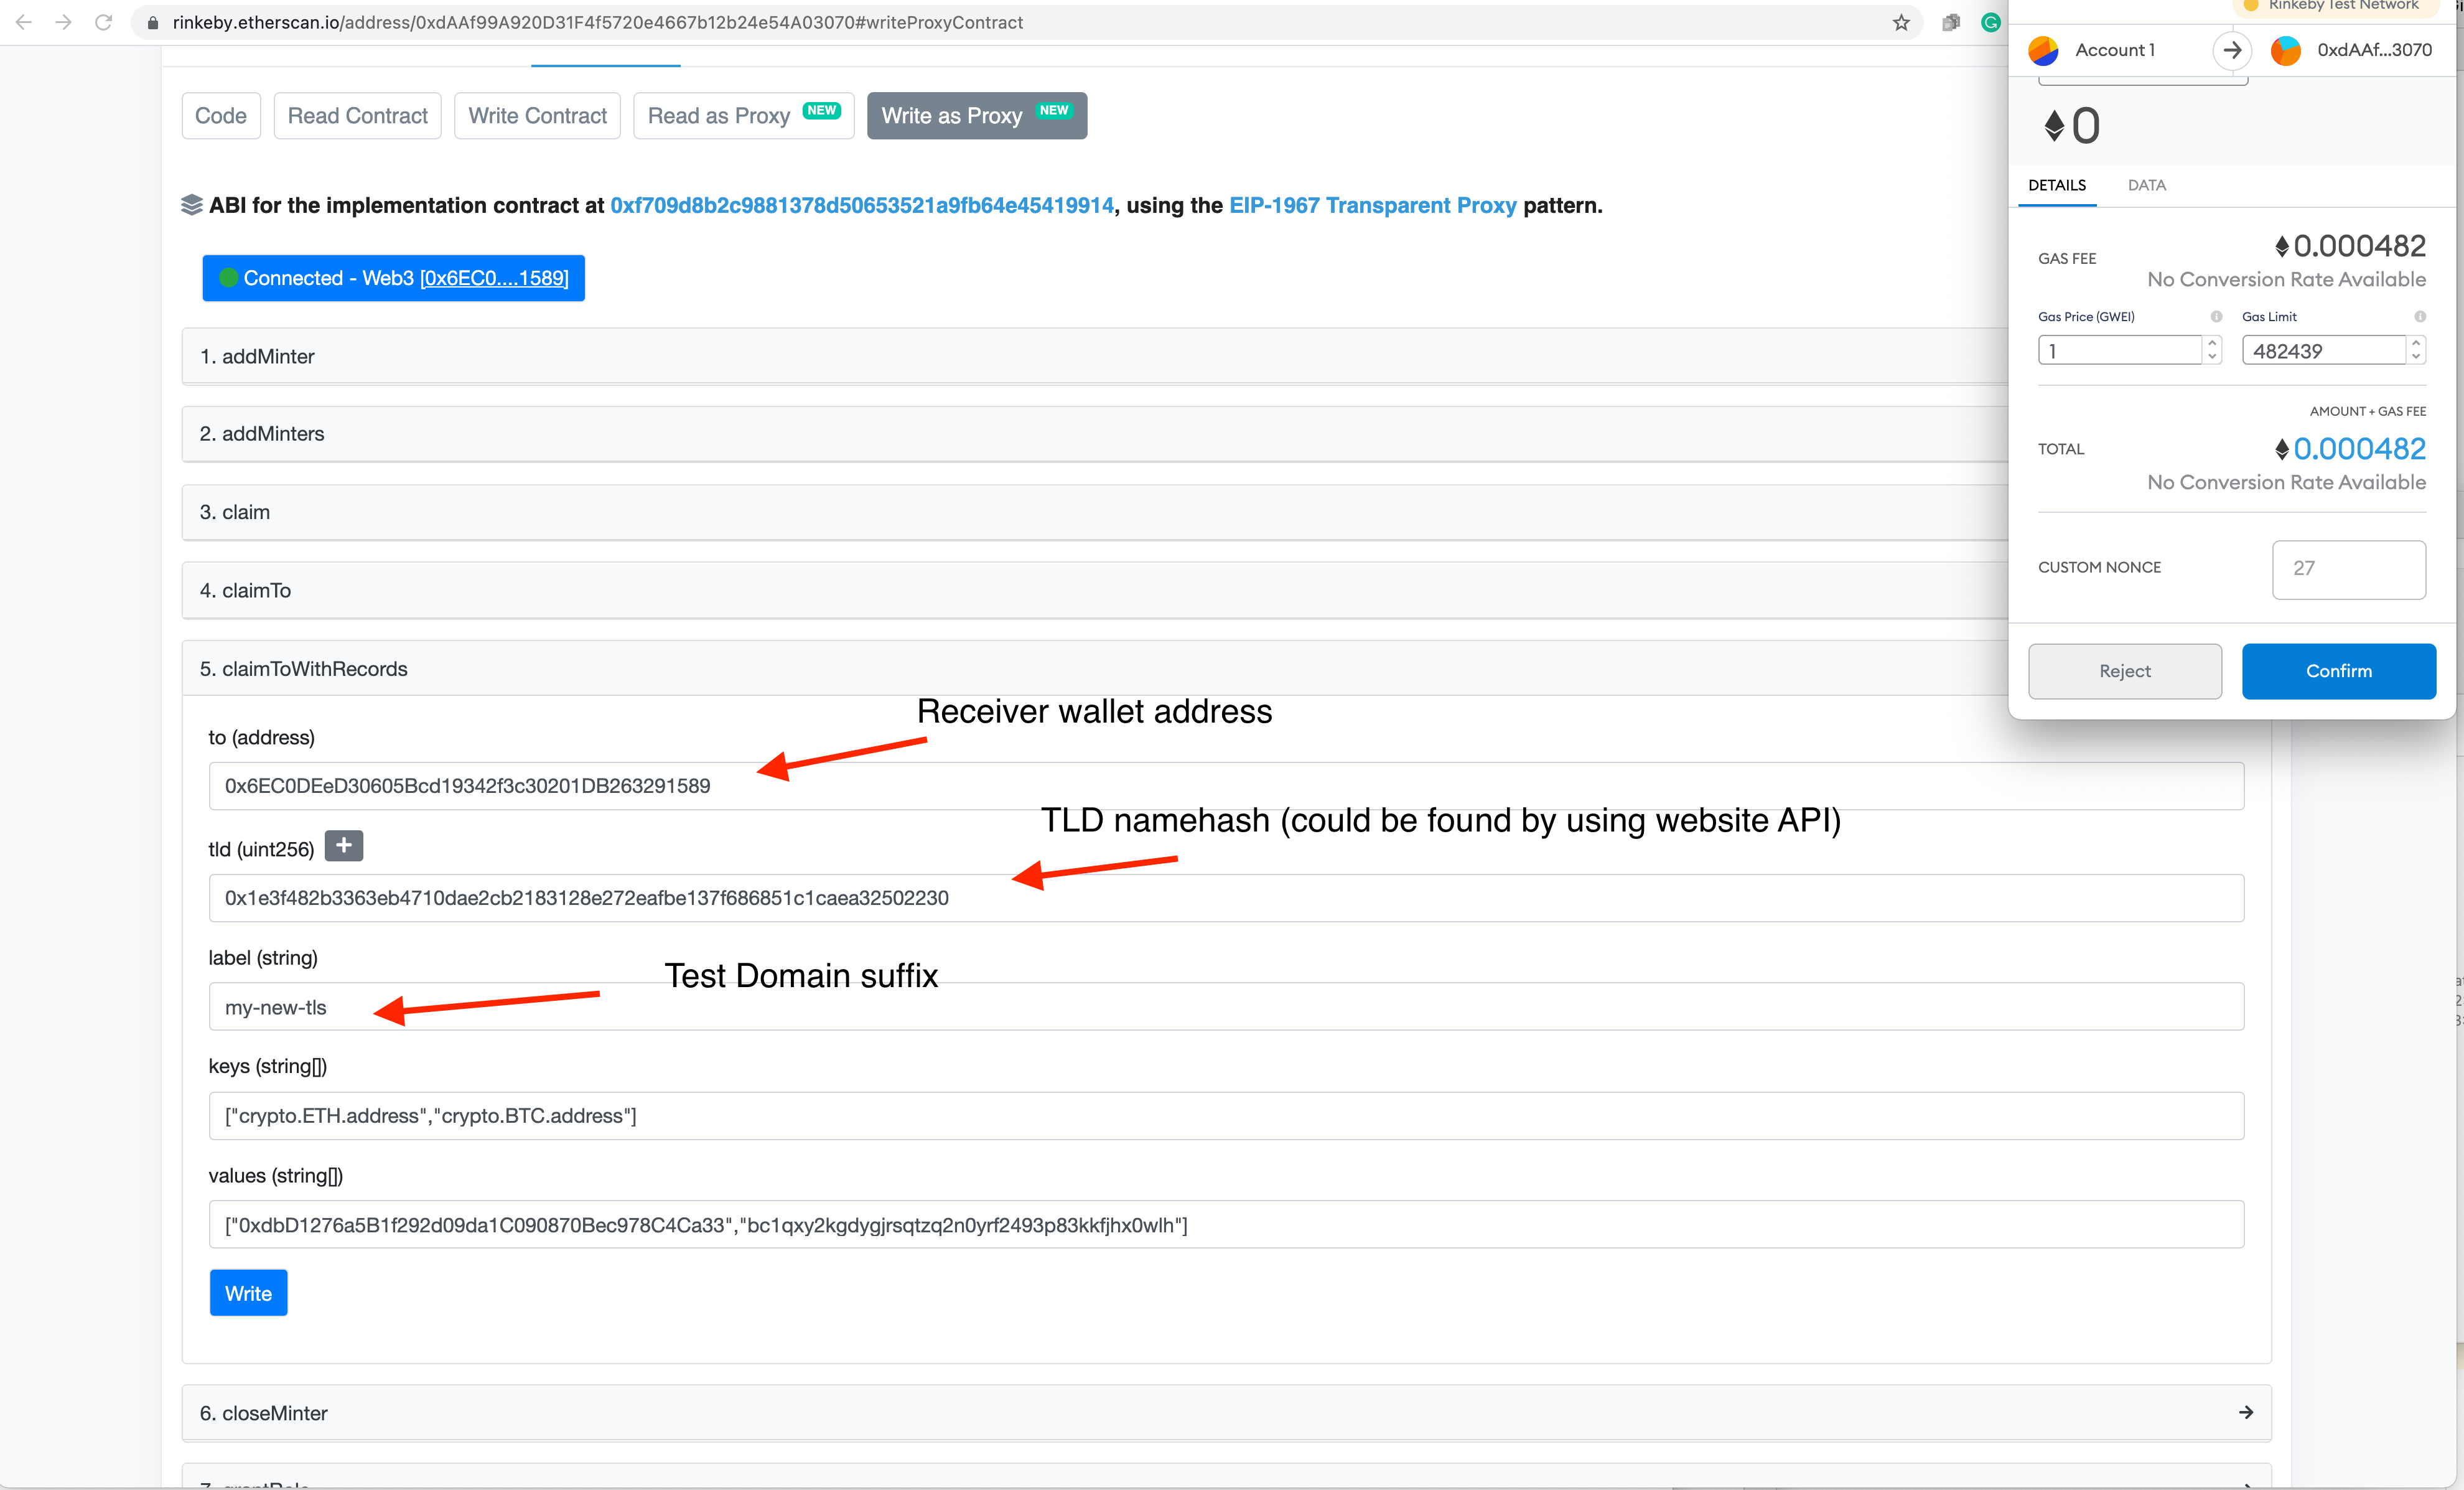 rinkeby.etherscan.io/address/0xdAAf99A920D31F4f5720e4667b12b24e54A03070#writeProxyContract
Code
Read Contract
Write Contract
Read as Proxy NEW
Write as Proxy NEW
ABI for the implementation contract at 0xf709d8b2c9881378d50653521a9fb64e45419914, using the EIP-1967 Transparent Proxy pattern.
Connected - Web3 [0x6EC0....1589]
1. addMinter
2. addMinters
3. claim
4. claimTo
5. claimToWithRecords
Receiver wallet address
to (address)
0x6EC0DEeD30605Bcd19342f3c30201DB263291589
TLD namehash (could be found by using website API)
tld (uint256)
0x1e3f482b3363eb4710dae2cb2183128e272eafbe137f686851c1caea32502230
label (string)
Test Domain suffix
my-new-tls
keys (string[])
["crypto.ETH.address","crypto.BTC.address"]
values (string[])
["0xdbD1276a5B1f292d09da1C090870Bec978C4Ca33","bc1qxy2kgdygjrsqtzq2n0yrf2493p83kkfjhx0wlh"]
Write
6. closeMinter
Rinkeby Test Network
Account 1
0xdAAf...3070
0
DETAILS
DATA
GAS FEE
0.000482
No Conversion Rate Available
Gas Price (GWEI)
Gas Limit
1
482439
AMOUNT + GAS FEE
TOTAL
0.000482
No Conversion Rate Available
CUSTOM NONCE
27
Reject
Confirm